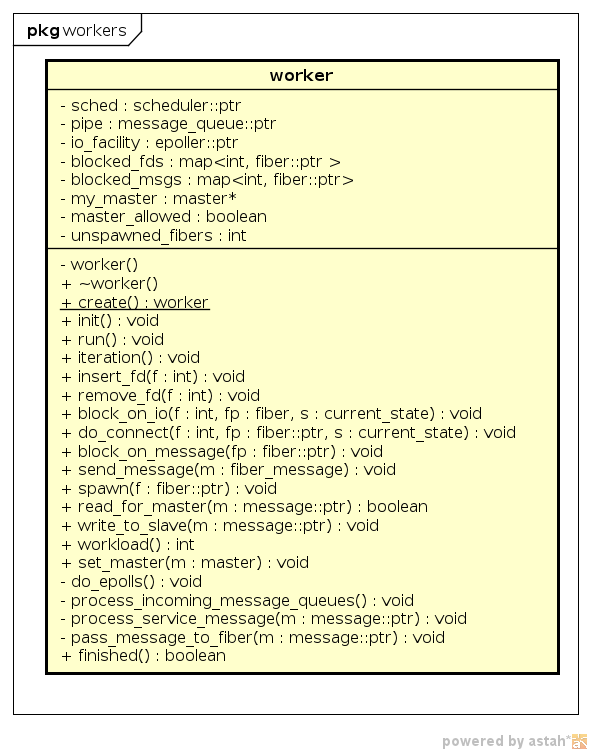 pkg workers
worker
- sched : scheduler::ptr
- pipe : message_queue::ptr
- io_facility : epoller::ptr
- blocked_fds : map<int, fiber::ptr >
- blocked_msgs : map<int, fiber::ptr>
- my_master : master*
- master_allowed : boolean
- unspawned_fibers : int
- worker()
+ ~worker()
+ create() : worker
+ init() : void
+ run() : void
+ iteration() : void
+ insert_fd(f : int) : void
+ remove_fd(f : int) : void
+ block_on_io(f : int, fp : fiber, s : current_state) : void
+ do_connect(f : int, fp : fiber::ptr, s : current_state) : void
+ block_on_message(fp : fiber::ptr) : void
+ send_message(m : fiber_message) : void
+ spawn(f : fiber::ptr) : void
+ read_for_master(m : message::ptr) : boolean
+ write_to_slave(m : message::ptr) : void
+ workload() : int
+ set_master(m : master) : void
- do_epolls() : void
- process_incoming_message_queues() : void
- process_service_message(m : message::ptr) : void
- pass_message_to_fiber(m : message::ptr) : void
+ finished() : boolean
powered by astah*